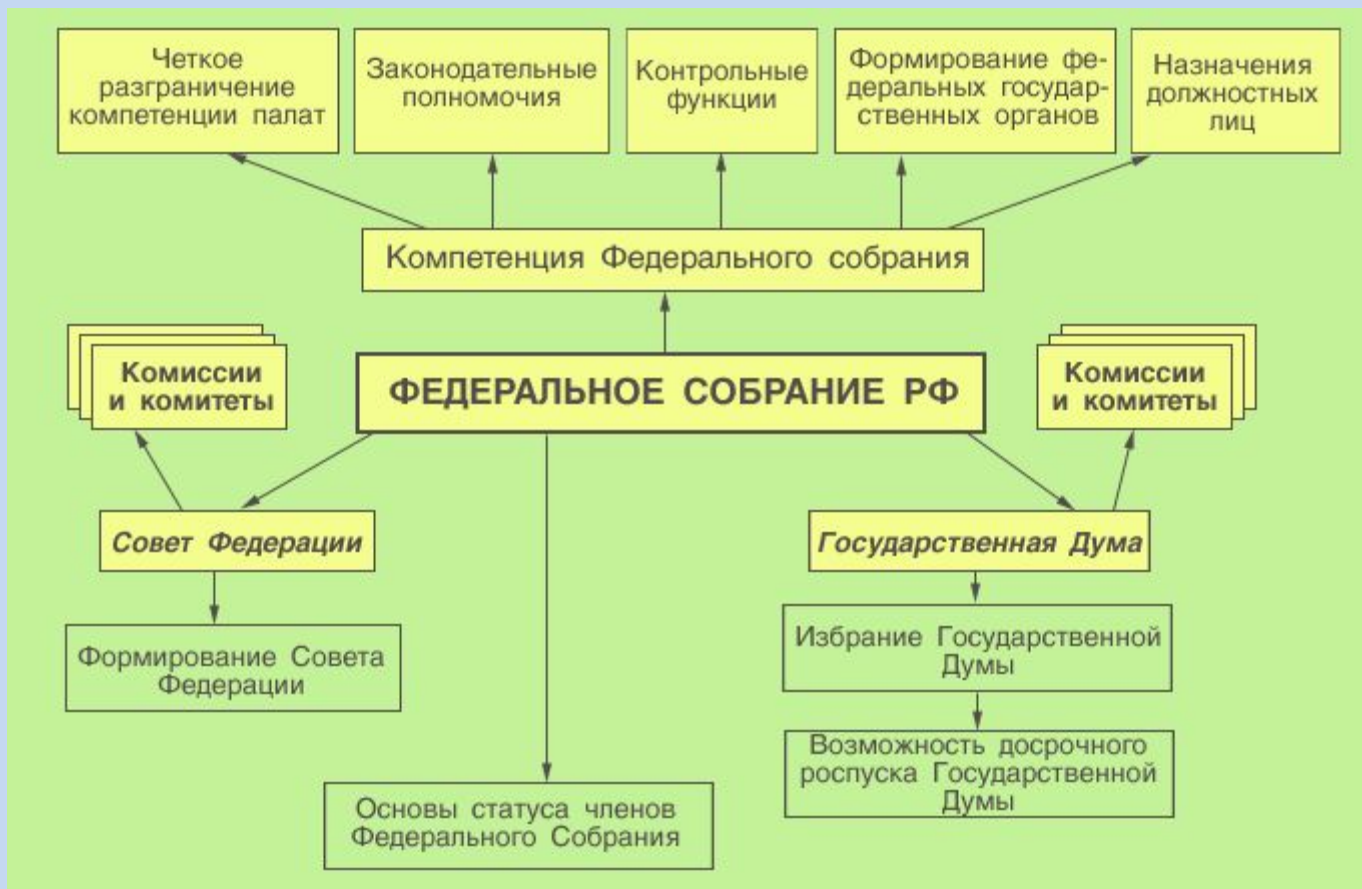 Четкое
разграничение
компетенции палат
Законодательные
полномочия
Контрольные
функции
Формирование фе-
деральных государ-
ственных органов
Назначения
должностных
лиц
Компетенция Федерального собрания
Комиссии
и комитеты
ФЕДЕРАЛЬНОЕ СОБРАНИЕ РФ
Комиссии
и комитеты
Совет Федерации
Государственная Дума
Формирование Совета
Федерации
Избрание Государственной
Думы
Возможность досрочного
роспуска Государственной
Думы
Основы статуса членов
Федерального Собрания